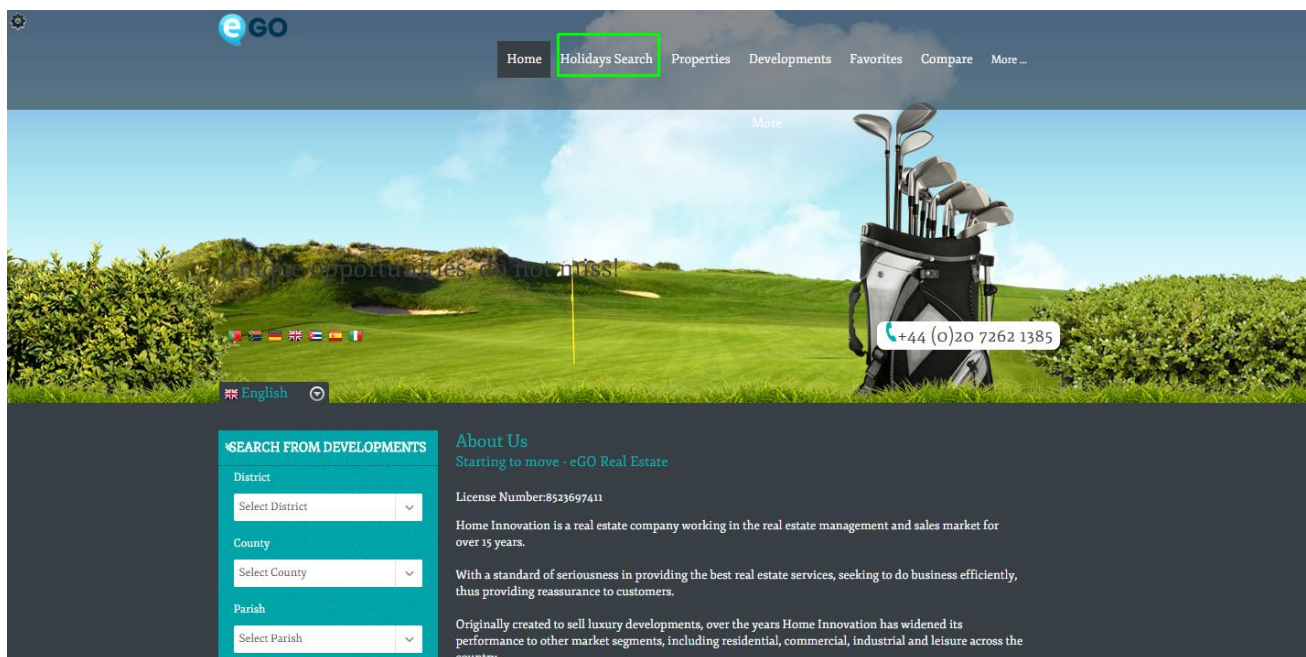 eGO
Home Holidays Search Properties Developments Favorites Compare More ...
More
Unique opportunities, do not miss!
+44 (0)20 7262 1385
English
SEARCH FROM DEVELOPMENTS
District
Select District
County
Select County
Parish
Select Parish
About Us
Starting to move - eGO Real Estate
License Number:8523697411
Home Innovation is a real estate company working in the real estate management and sales market for
over 15 years.
With a standard of seriousness in providing the best real estate services, seeking to do business efficiently,
thus providing reassurance to customers.
Originally created to sell luxury developments, over the years Home Innovation has widened its
performance to other market segments, including residential, commercial, industrial and leisure across the
country